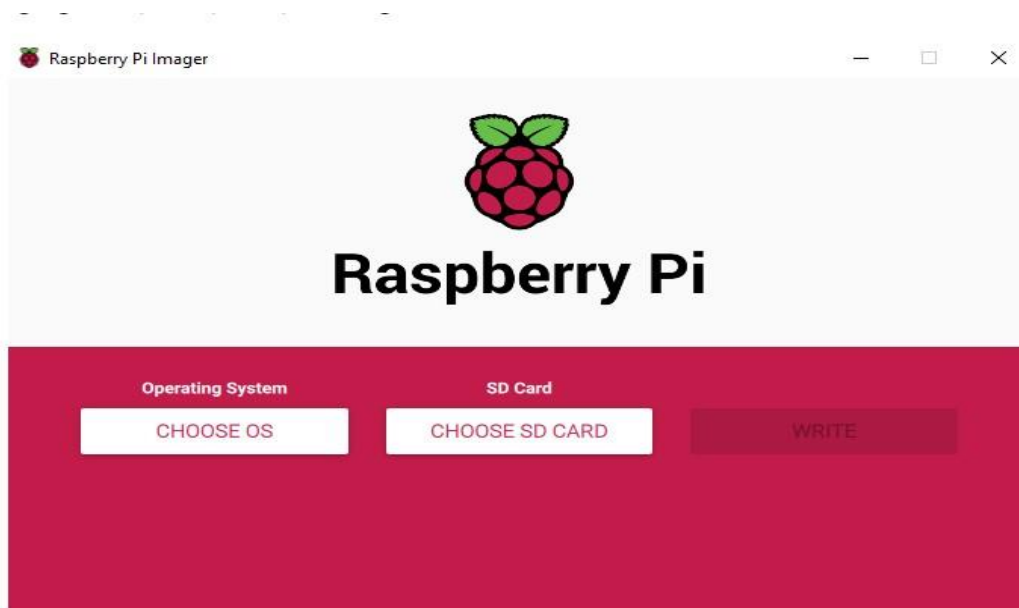 Raspberry Pi Imager
Raspberry Pi
Operating System
SD Card
CHOOSE OS
CHOOSE SD CARD
WRITE